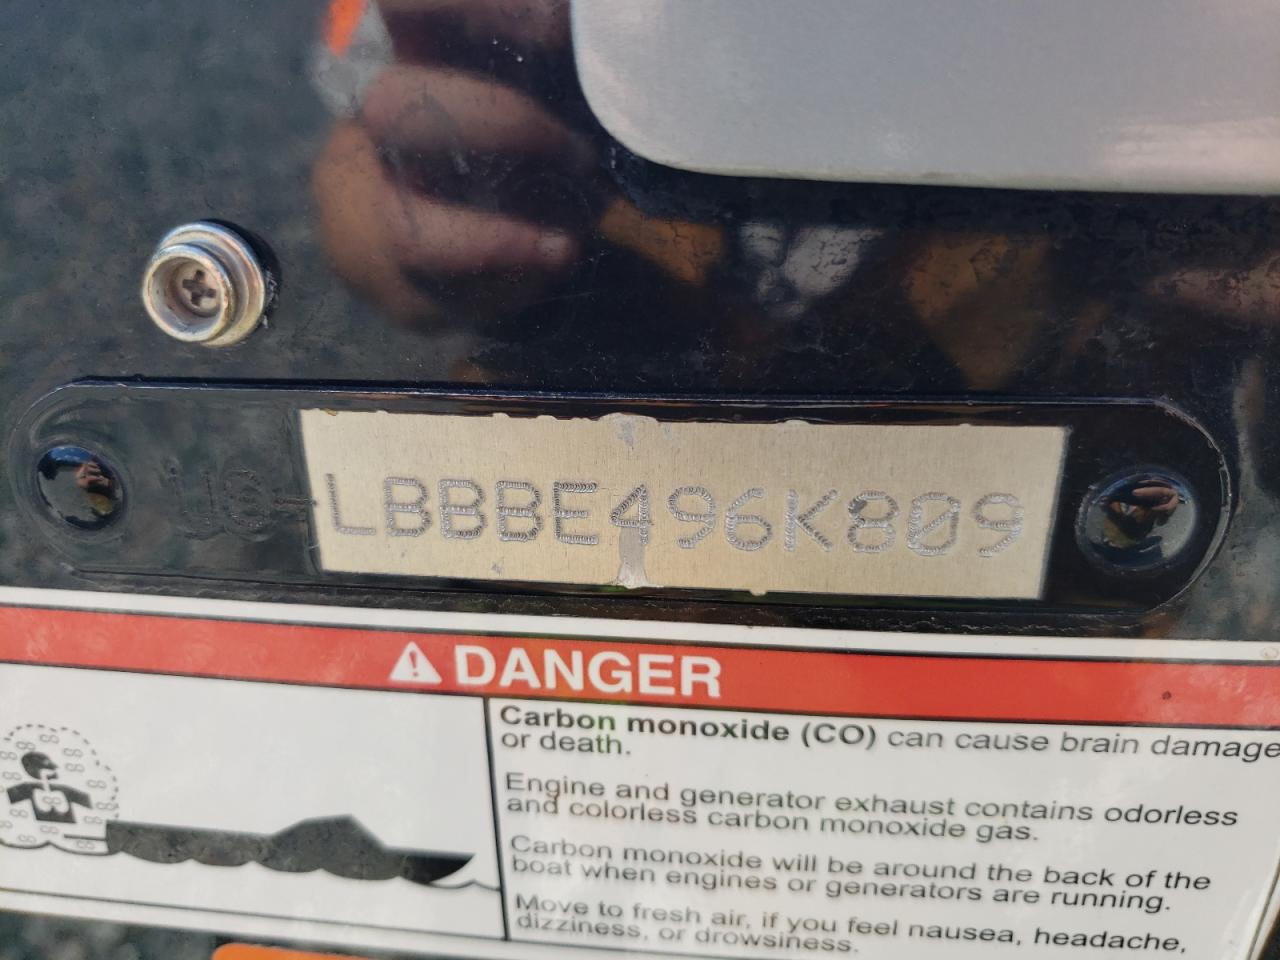 US-LBBBE496K809
DANGER
Carbon monoxide (CO) can cause brain damage
or death.
Engine and generator exhaust contains odorless
and colorless carbon monoxide gas.
Carbon monoxide will be around the back of the
boat when engines or generators are running.
Move to fresh air, if you feel nausea, headache,
dizziness, or drowsiness.